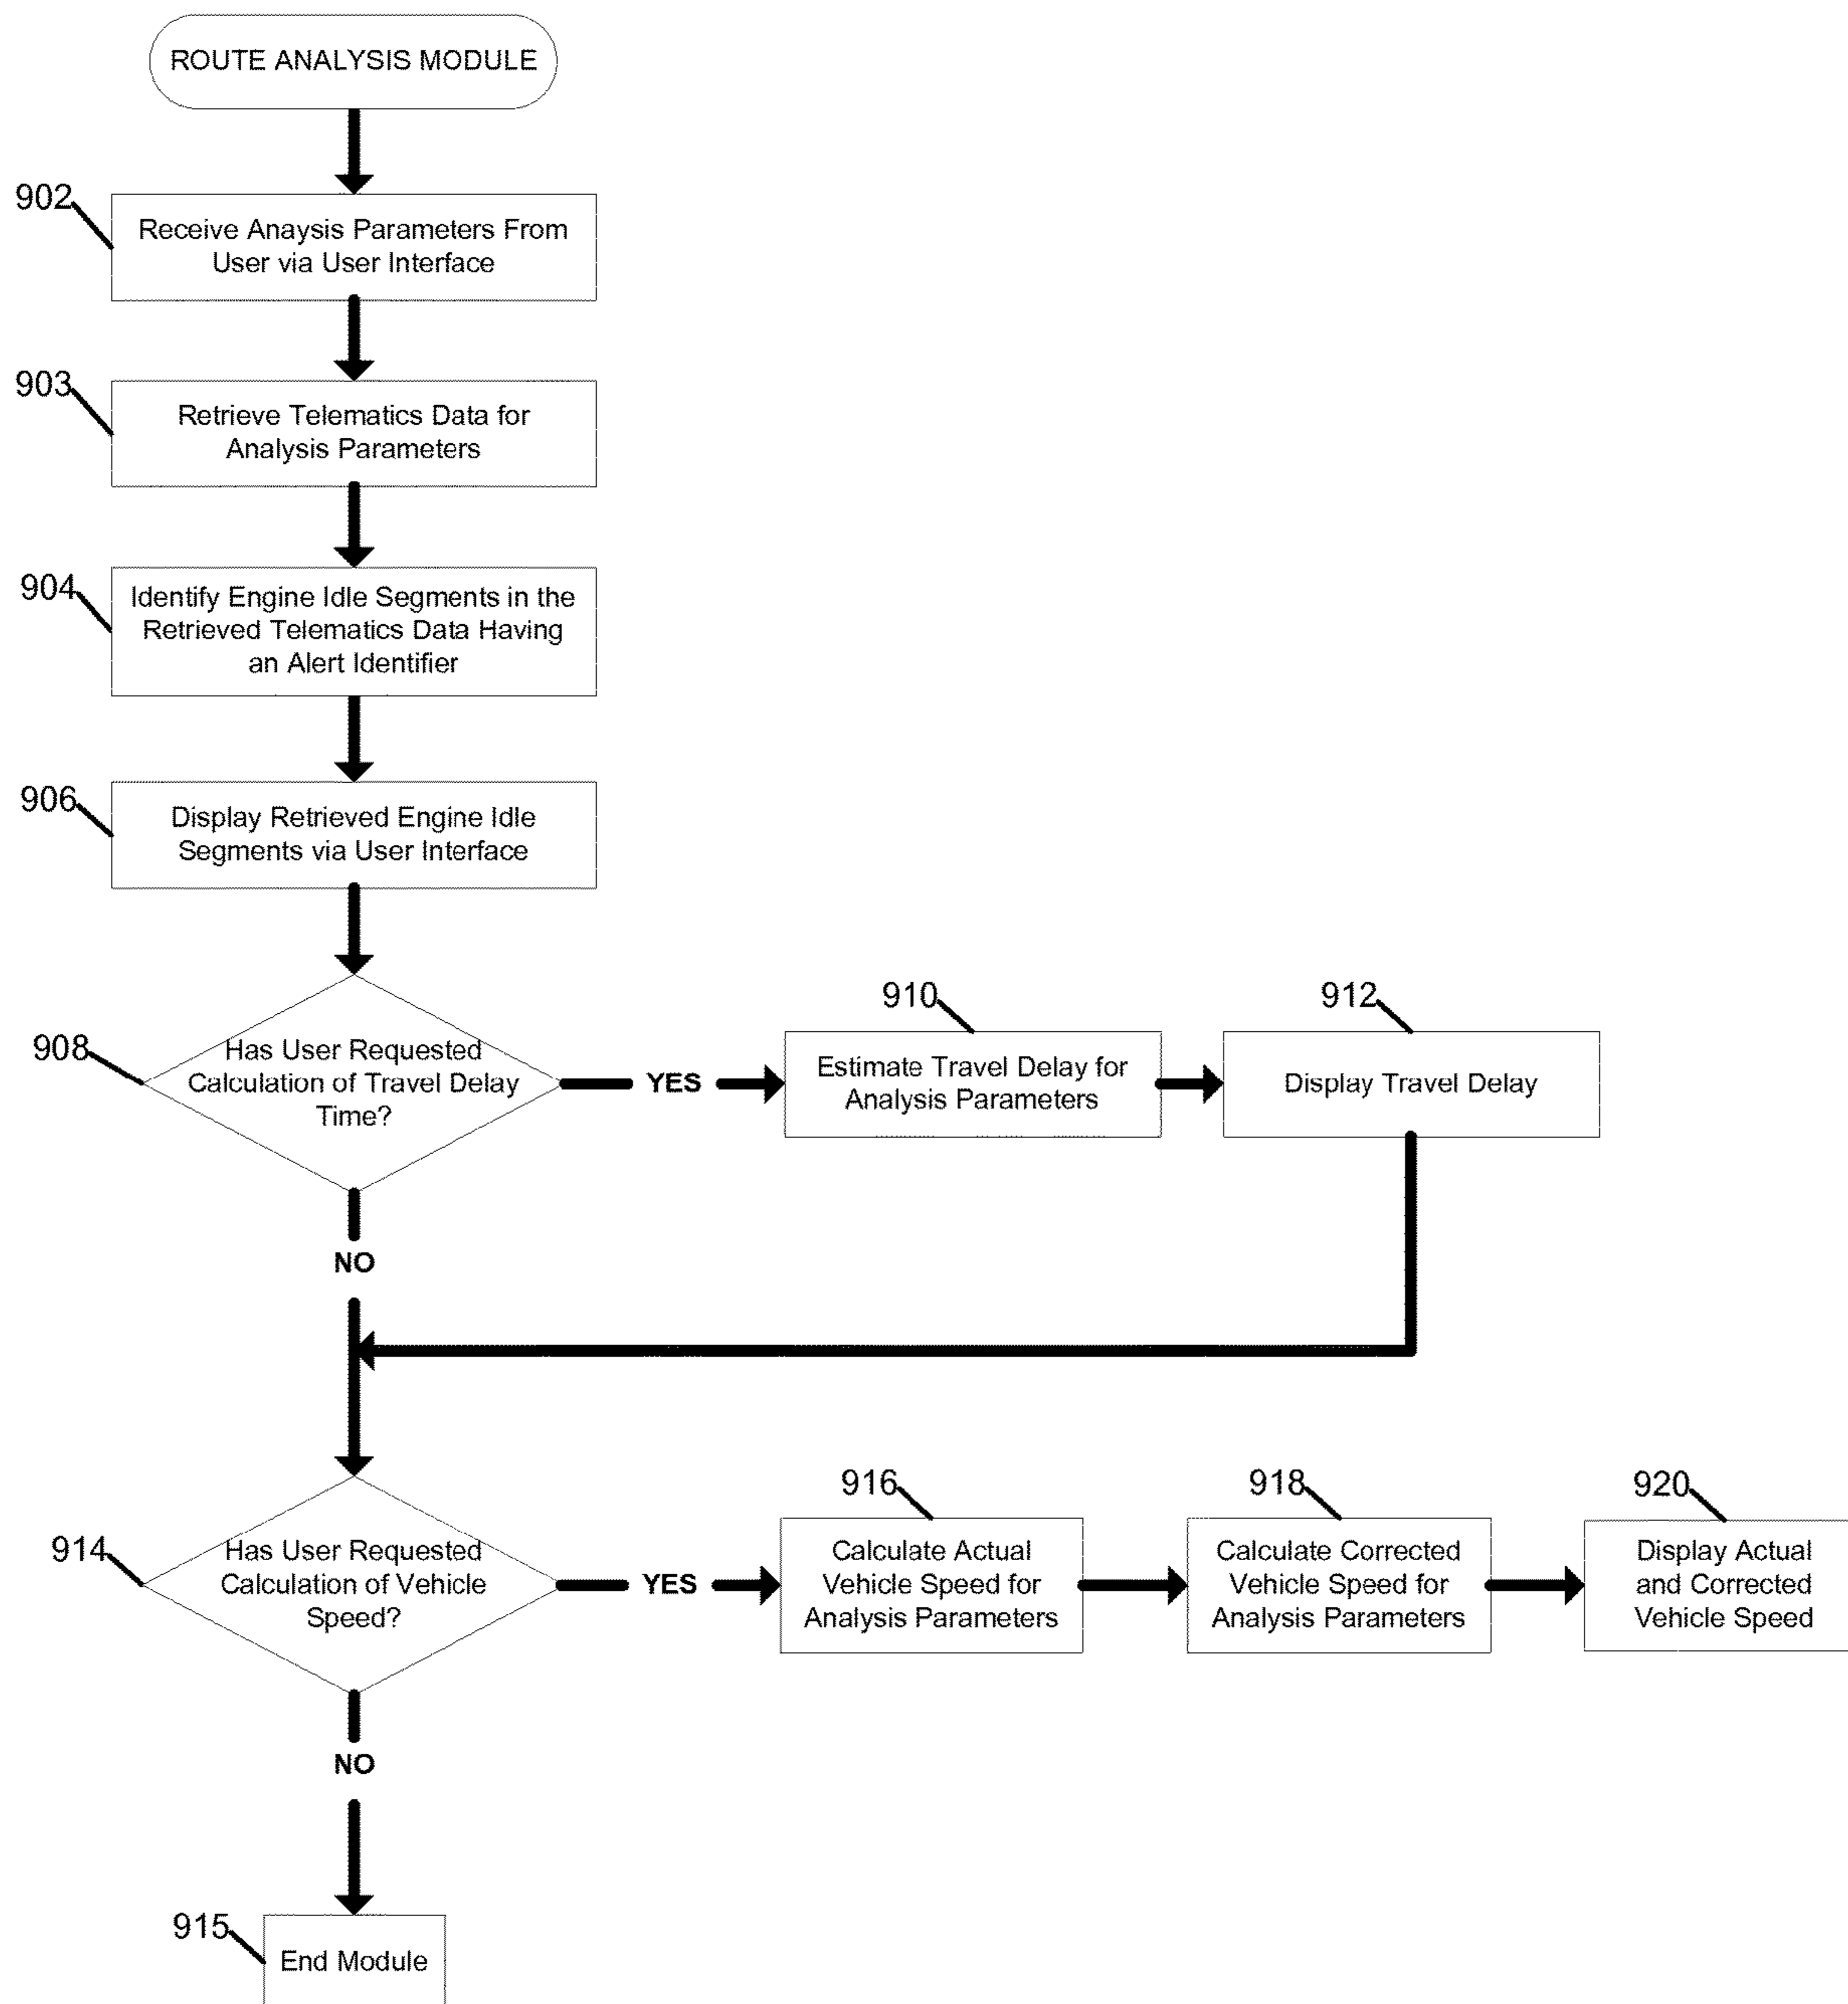 ROUTE ANALYSIS MODULE
902
Receive Anaysis Parameters From
User via User Interface
903
Retrieve Telematics Data for
Analysis Parameters
904
Identify Engine Idle Segments in the
Retrieved Telematics Data Having
an Alert Identifier
906
Display Retrieved Engine Idle
Segments via User Interface
908
Has User Requested
Calculation of Travel Delay
Time?
YES
910
Estimate Travel Delay for
Analysis Parameters
912
Display Travel Delay
NO
914
Has User Requested
Calculation of Vehicle
Speed?
YES
916
Calculate Actual
Vehicle Speed for
Analysis Parameters
918
Calculate Corrected
Vehicle Speed for
Analysis Parameters
920
Display Actual
and Corrected
Vehicle Speed
NO
915
End Module